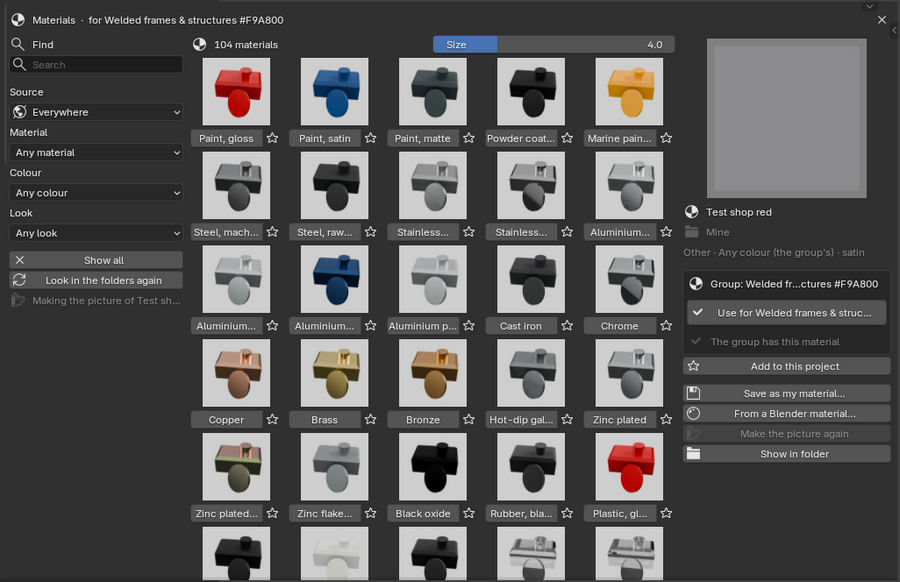 Materials · for Welded frames & structures #F9A800
Find
104 materials
Size 4.0
Search
Source
Everywhere
Material
Any material
Colour
Any colour
Look
Any look
Show all
Look in the folders again
Making the picture of Test sh...
Paint, gloss
Paint, satin
Paint, matte
Powder coat...
Marine pain...
Steel, mach...
Steel, raw...
Stainless...
Stainless...
Aluminium...
Aluminium...
Aluminium...
Aluminium p...
Cast iron
Chrome
Copper
Brass
Bronze
Hot-dip gal...
Zinc plated
Zinc plated...
Zinc flake...
Black oxide
Rubber, bla...
Plastic, gl...
Test shop red
Mine
Other · Any colour (the group's) · satin
Group: Welded fr...ctures #F9A800
Use for Welded frames & struc...
The group has this material
Add to this project
Save as my material...
From a Blender material...
Make the picture again
Show in folder